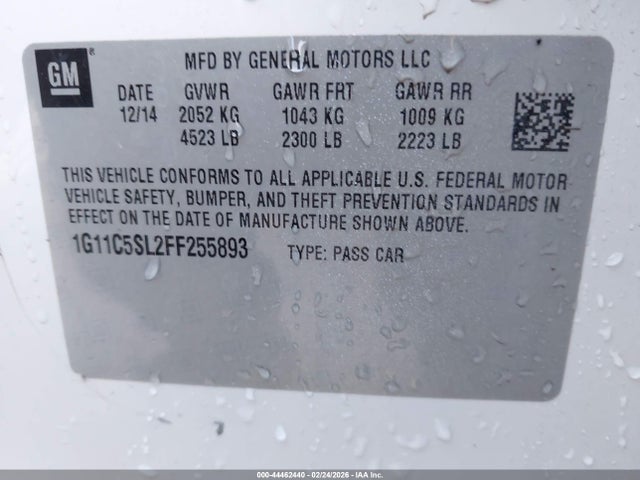 GM ®
MFD BY GENERAL MOTORS LLC
DATE GVWR GAWR FRT GAWR RR
12/14 2052 KG 1043 KG 1009 KG
4523 LB 2300 LB 2223 LB
THIS VEHICLE CONFORMS TO ALL APPLICABLE U.S. FEDERAL MOTOR
VEHICLE SAFETY, BUMPER, AND THEFT PREVENTION STANDARDS IN
EFFECT ON THE DATE OF MANUFACTURE SHOWN ABOVE.
1G11C5SL2FF255893 TYPE: PASS CAR
000-44462440 - 02/24/2026 - IAA Inc.